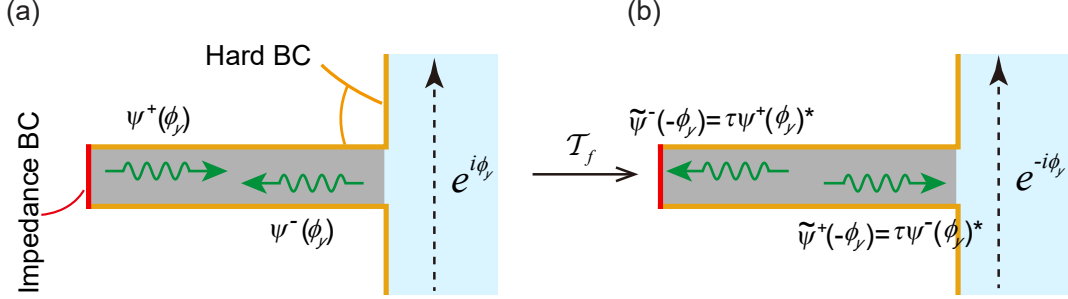 (a)
(b)
Hard BC
Impedance BC
ψ⁺(ϕ_y)
ψ⁻(ϕ_y)
e^{iϕ_y}
𝒯_f
ψ̃⁻(-ϕ_y)=τψ⁺(ϕ_y)*
ψ̃⁺(-ϕ_y)=τψ⁻(ϕ_y)*
e^{-iϕ_y}